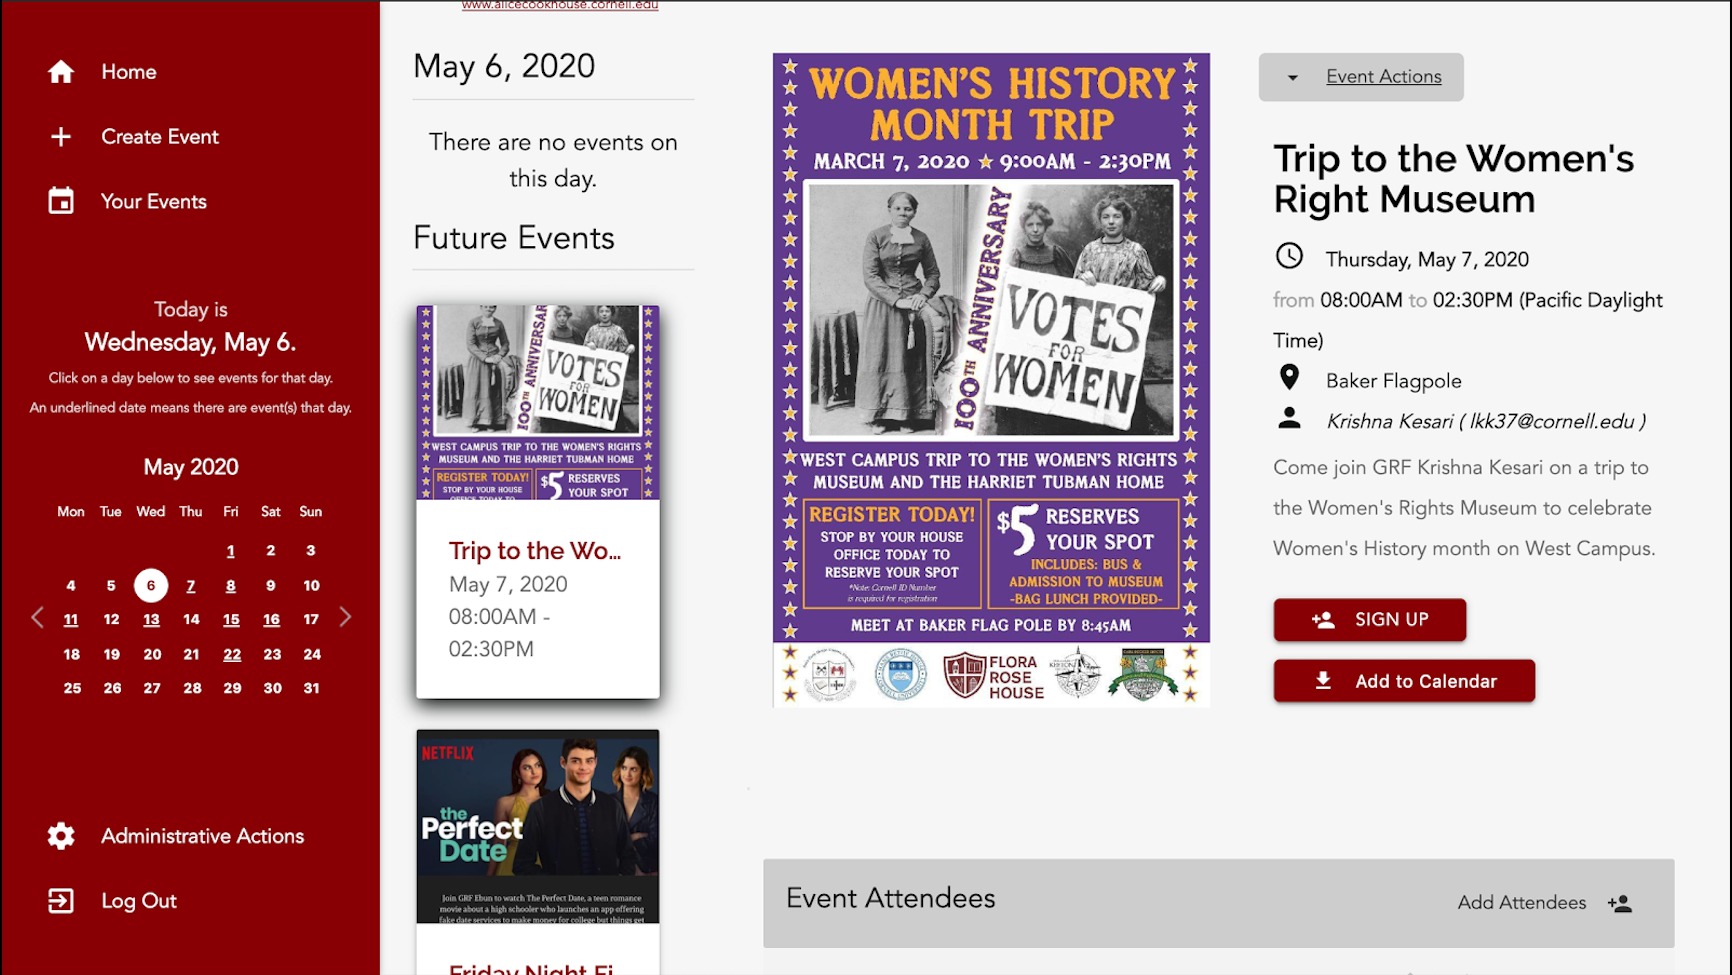 Home
Create Event
Your Events
Today is
Wednesday, May 6.
Click on a day below to see events for that day.
An underlined date means there are event(s) that day.
May 2020
Mon Tue Wed Thu Fri Sat Sun
1 2 3
4 5 6 7 8 9 10
11 12 13 14 15 16 17
18 19 20 21 22 23 24
25 26 27 28 29 30 31
Administrative Actions
Log Out
www.alicecookhouse.cornell.edu
May 6, 2020
There are no events on
this day.
Future Events
100TH ANNIVERSARY
VOTES
FOR
WOMEN
WEST CAMPUS TRIP TO THE WOMEN'S RIGHTS
MUSEUM AND THE HARRIET TUBMAN HOME
REGISTER TODAY!
STOP BY YOUR HOUSE
OFFICE TODAY TO
$5 RESERVES
YOUR SPOT
Trip to the Wo...
May 7, 2020
08:00AM -
02:30PM
NETFLIX
the
Perfect
Date
Join GRF Ebun to watch The Perfect Date, a teen romance
movie about a high schooler who launches an app offering
fake date services to make money for college but things get
Friday Night Fi...
WOMEN'S HISTORY
MONTH TRIP
MARCH 7, 2020 ★ 9:00AM - 2:30PM
100TH ANNIVERSARY
VOTES
FOR
WOMEN
WEST CAMPUS TRIP TO THE WOMEN'S RIGHTS
MUSEUM AND THE HARRIET TUBMAN HOME
REGISTER TODAY!
STOP BY YOUR HOUSE
OFFICE TODAY TO
RESERVE YOUR SPOT
*Note: Cornell ID Number
is required for registration
$5 RESERVES
YOUR SPOT
INCLUDES: BUS &
ADMISSION TO MUSEUM
-BAG LUNCH PROVIDED-
MEET AT BAKER FLAG POLE BY 8:45AM
FLORA
ROSE
HOUSE
Event Actions
Trip to the Women's
Right Museum
Thursday, May 7, 2020
from 08:00AM to 02:30PM (Pacific Daylight
Time)
Baker Flagpole
Krishna Kesari ( lkk37@cornell.edu )
Come join GRF Krishna Kesari on a trip to
the Women's Rights Museum to celebrate
Women's History month on West Campus.
SIGN UP
Add to Calendar
Event Attendees
Add Attendees